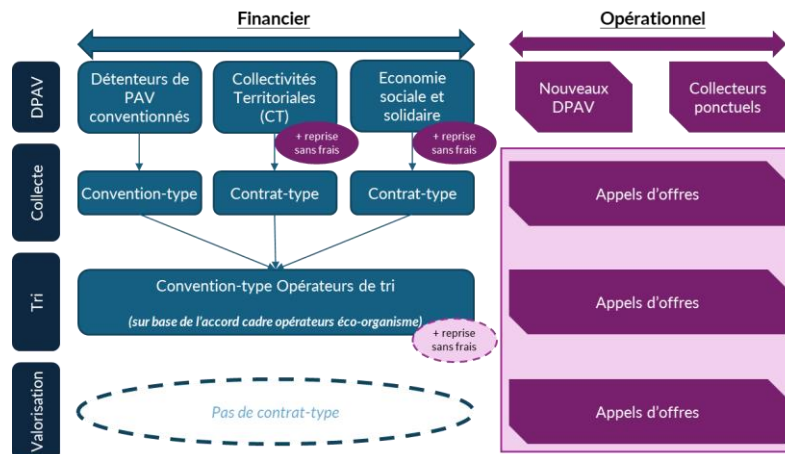 Financier
Opérationnel
DPAV
Détenteurs de
PAV
conventionnés
Collectivités
Territoriales
(CT)
+ reprise
sans frais
Economie
sociale et
solidaire
+ reprise
sans frais
Nouveaux
DPAV
Collecteurs
ponctuels
Collecte
Convention-type
Contrat-type
Contrat-type
Appels d'offres
Tri
Convention-type Opérateurs de tri
(sur base de l'accord cadre opérateurs éco-organisme)
+ reprise
sans frais
Appels d'offres
Valorisation
Pas de contrat-type
Appels d'offres